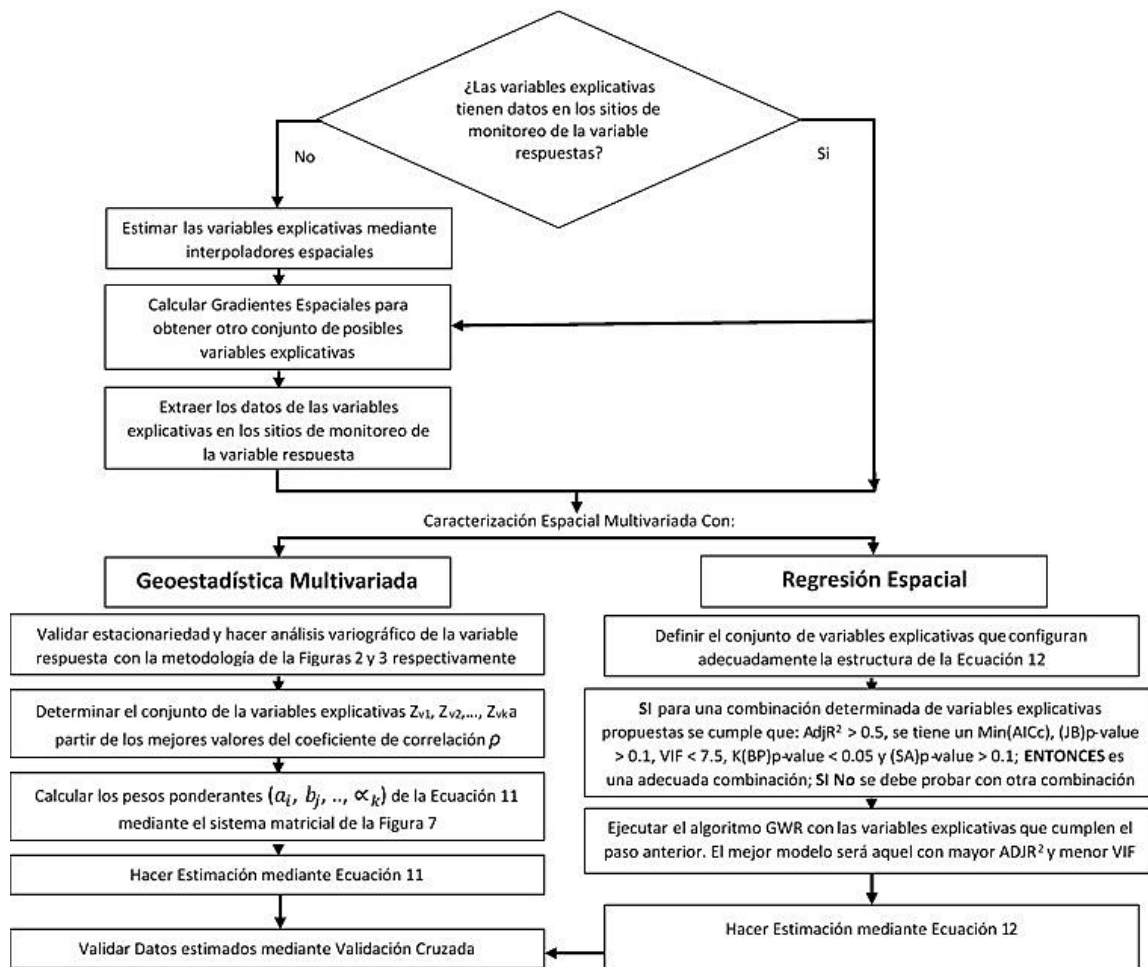 ¿Las variables explicativas
tienen datos en los sitios de
monitoreo de la variable
respuestas?
No
Si
Estimar las variables explicativas mediante
interpoladores espaciales
Calcular Gradientes Espaciales para
obtener otro conjunto de posibles
variables explicativas
Extraer los datos de las variables
explicativas en los sitios de monitoreo de
la variable respuesta
Caracterización Espacial Multivariada Con:
Geoestadística Multivariada
Validar estacionariedad y hacer análisis variográfico de la variable
respuesta con la metodología de la Figuras 2 y 3 respectivamente
Determinar el conjunto de la variables explicativas Zv1, Zv2,..., Zvk a
partir de los mejores valores del coeficiente de correlación ρ
Calcular los pesos ponderantes (a_i, b_j, .., ∝_k) de la Ecuación 11
mediante el sistema matricial de la Figura 7
Hacer Estimación mediante Ecuación 11
Validar Datos estimados mediante Validación Cruzada
Regresión Espacial
Definir el conjunto de variables explicativas que configuran
adecuadamente la estructura de la Ecuación 12
SI para una combinación determinada de variables explicativas
propuestas se cumple que: AdjR² > 0.5, se tiene un Min(AICc), (JB)p-value
> 0.1, VIF < 7.5, K(BP)p-value < 0.05 y (SA)p-value > 0.1; ENTONCES es
una adecuada combinación; SI No se debe probar con otra combinación
Ejecutar el algoritmo GWR con las variables explicativas que cumplen el
paso anterior. El mejor modelo será aquel con mayor ADJR² y menor VIF
Hacer Estimación mediante Ecuación 12